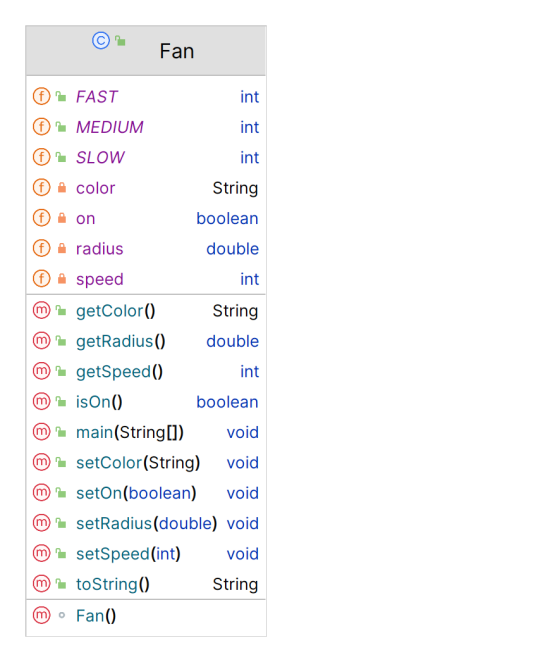 C Fan
f FAST int
f MEDIUM int
f SLOW int
f color String
f on boolean
f radius double
f speed int
m getColor() String
m getRadius() double
m getSpeed() int
m isOn() boolean
m main(String[]) void
m setColor(String) void
m setOn(boolean) void
m setRadius(double) void
m setSpeed(int) void
m toString() String
m Fan()